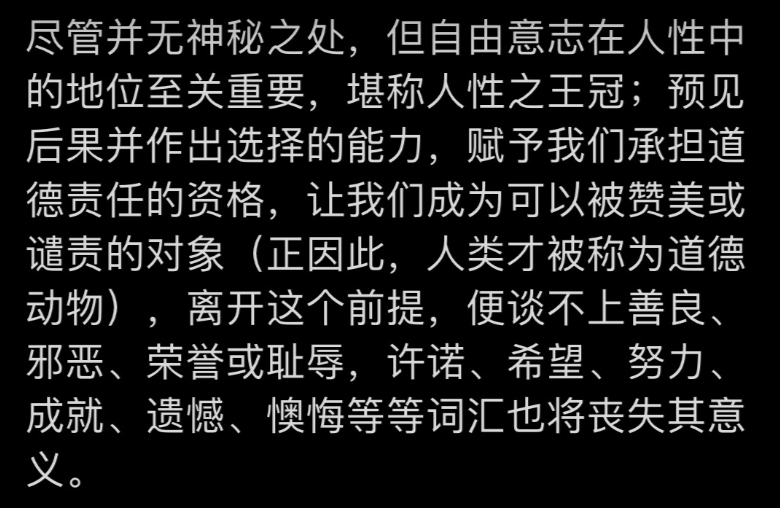 尽管并无神秘之处，但自由意志在人性中
的地位至关重要，堪称人性之王冠；预见
后果并作出选择的能力，赋予我们承担道
德责任的资格，让我们成为可以被赞美或
谴责的对象（正因此，人类才被称为道德
动物），离开这个前提，便谈不上善良、
邪恶、荣誉或耻辱，许诺、希望、努力、
成就、遗憾、懊悔等等词汇也将丧失其意
义。